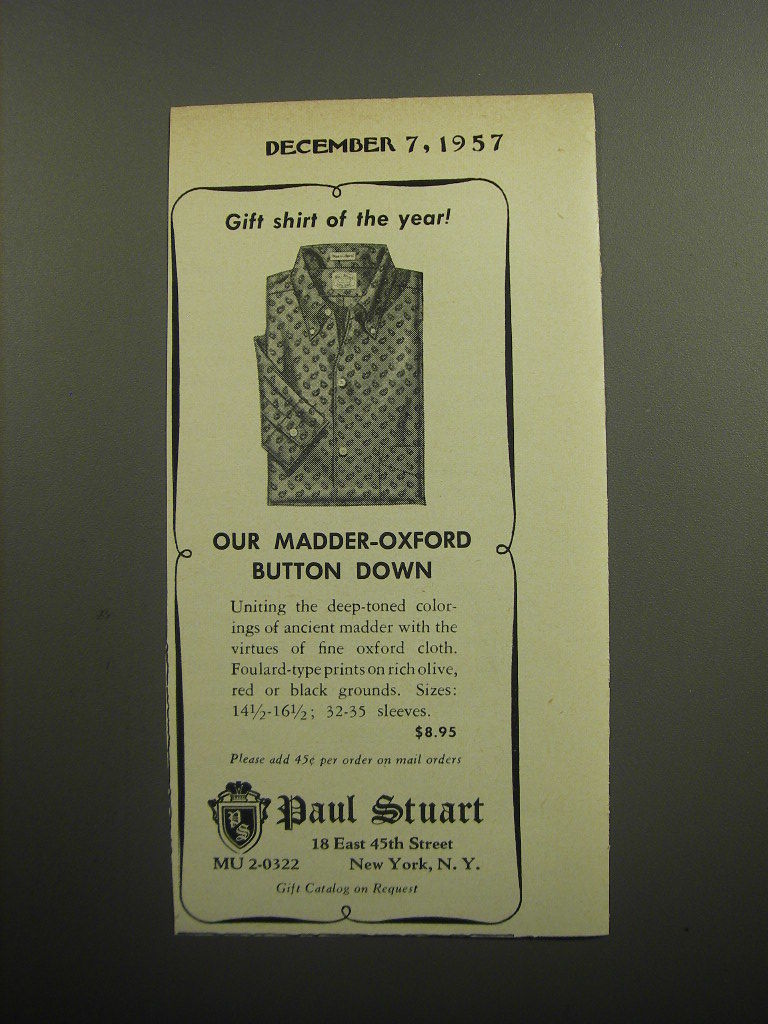 DECEMBER 7, 1957
Gift shirt of the year!
OUR MADDER-OXFORD
BUTTON DOWN
Uniting the deep-toned color-
ings of ancient madder with the
virtues of fine oxford cloth.
Foulard-type prints on rich olive,
red or black grounds. Sizes:
14½-16½; 32-35 sleeves.
$8.95
Please add 45¢ per order on mail orders
PS
Paul Stuart
18 East 45th Street
MU 2-0322 New York, N. Y.
Gift Catalog on Request